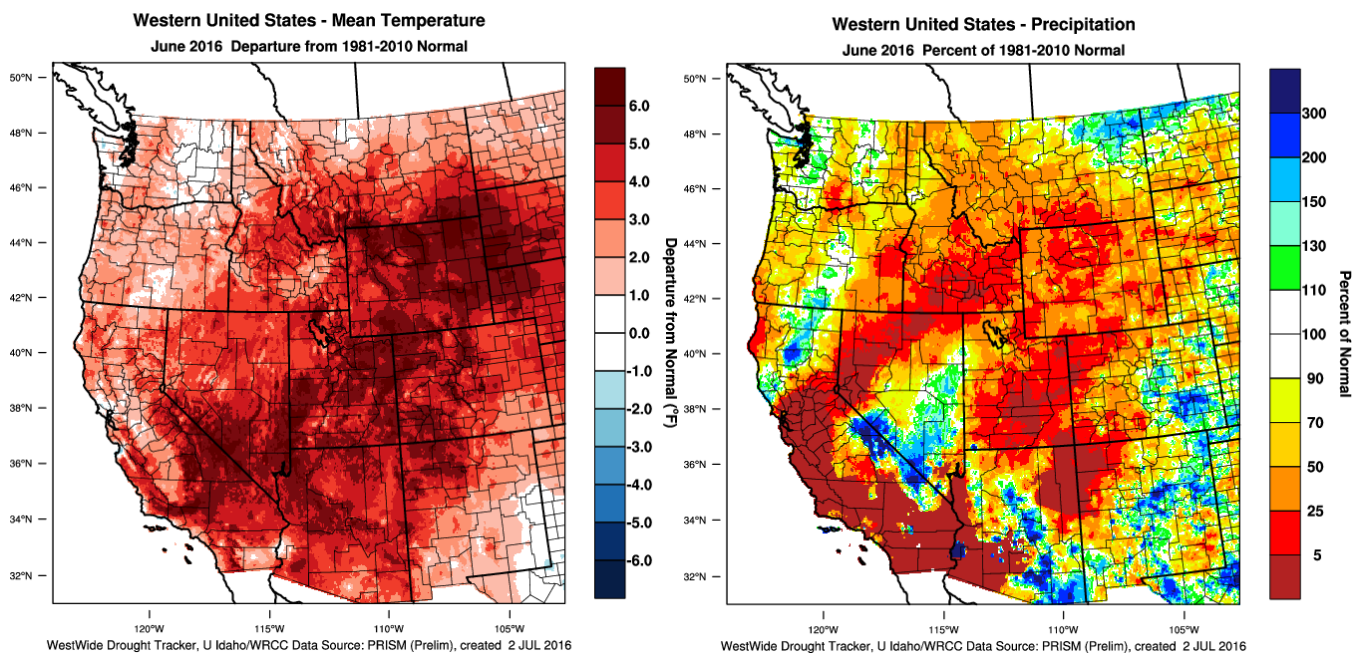 Western United States - Mean Temperature
June 2016 Departure from 1981-2010 Normal
50°N
48°N
46°N
44°N
42°N
40°N
38°N
36°N
34°N
32°N
120°W
115°W
110°W
105°W
6.0
5.0
4.0
3.0
2.0
1.0
0.0
-1.0
-2.0
-3.0
-4.0
-5.0
-6.0
Departure from Normal (°F)
WestWide Drought Tracker, U Idaho/WRCC Data Source: PRISM (Prelim), created 2 JUL 2016
Western United States - Precipitation
June 2016 Percent of 1981-2010 Normal
50°N
48°N
46°N
44°N
42°N
40°N
38°N
36°N
34°N
32°N
120°W
115°W
110°W
105°W
300
200
150
130
110
100
90
70
50
25
5
Percent of Normal
WestWide Drought Tracker, U Idaho/WRCC Data Source: PRISM (Prelim), created 2 JUL 2016